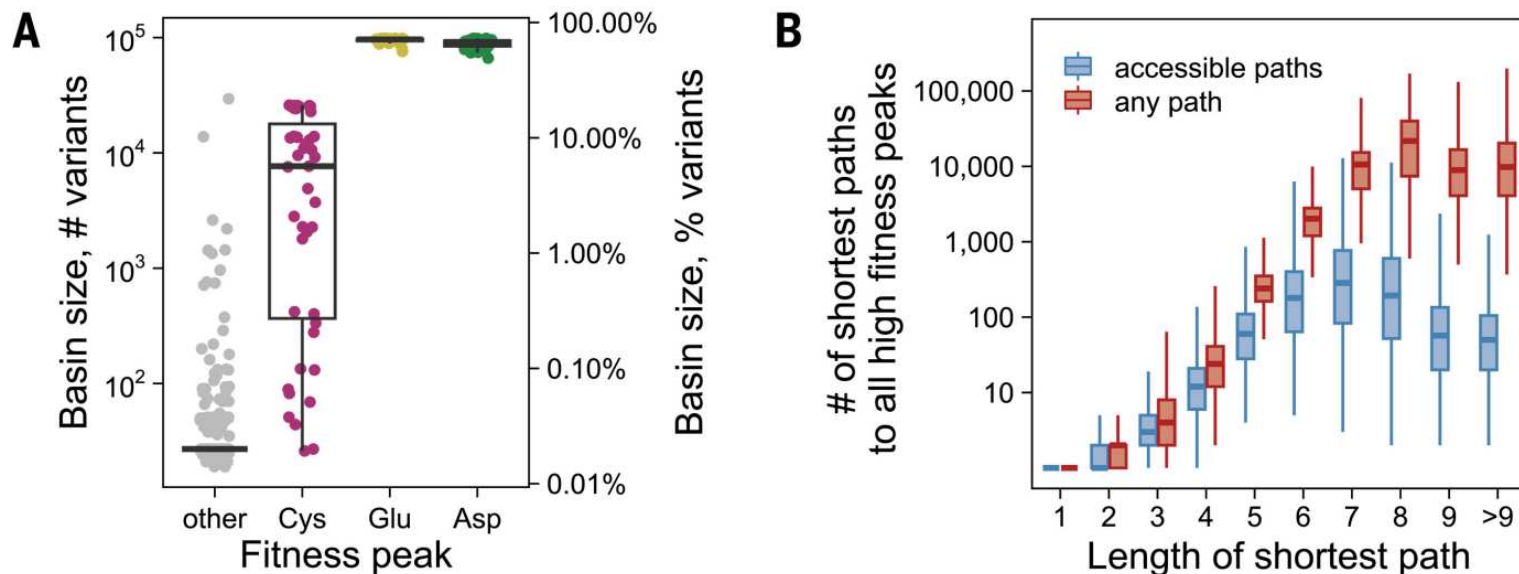 A
Basin size, # variants
10^5
10^4
10^3
10^2
100.00%
10.00%
1.00%
0.10%
0.01%
Basin size, % variants
other Cys Glu Asp
Fitness peak
B
# of shortest paths
to all high fitness peaks
100,000
10,000
1,000
100
10
accessible paths
any path
1 2 3 4 5 6 7 8 9 >9
Length of shortest path